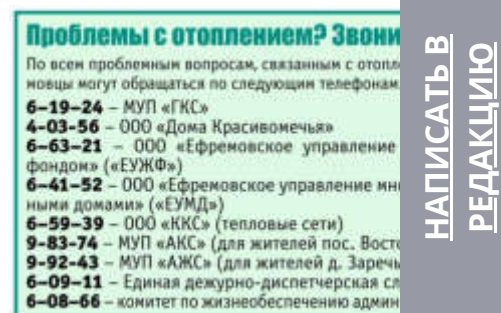 Проблемы с отоплением? Звони
По всем проблемным вопросам, связанным с отопл
мовцы могут обращаться по следующим телефонам
6–19–24 – МУП «ГКС»
4-03-56 – ООО «Дома Красивомечья»
6–63–21 – ООО «Ефремовское управление
фондом» («ЕУЖФ»)
6–41–52 – ООО «Ефремовское управление мн
ными домами» («ЕУМД»)
6–59–39 – ООО «ККС» (тепловые сети)
9-83-74 – МУП «АКС» (для жителей пос. Вост
9-92-43 – МУП «АЖС» (для жителей д. Заречь
6–09–11 – Единая дежурно-диспетчерская сл
6–08–66 – комитет по жизнеобеспечению админ
НАПИСАТЬ В
РЕДАКЦИЮ